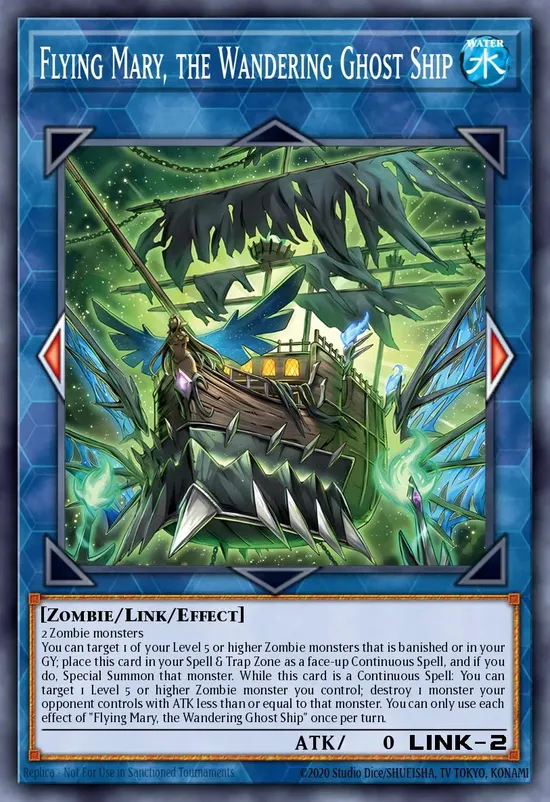 Flying Mary, the Wandering Ghost Ship
WATER
水
[Zombie/Link/Effect]
2 Zombie monsters
You can target 1 of your Level 5 or higher Zombie monsters that is banished or in your
GY; place this card in your Spell & Trap Zone as a face-up Continuous Spell, and if you
do, Special Summon that monster. While this card is a Continuous Spell: You can
target 1 Level 5 or higher Zombie monster you control; destroy 1 monster your
opponent controls with ATK less than or equal to that monster. You can only use each
effect of "Flying Mary, the Wandering Ghost Ship" once per turn.
ATK/ 0 LINK-2
Replica - Not For Use in Sanctioned Tournaments ©2020 Studio Dice/SHUEISHA, TV TOKYO, KONAMI